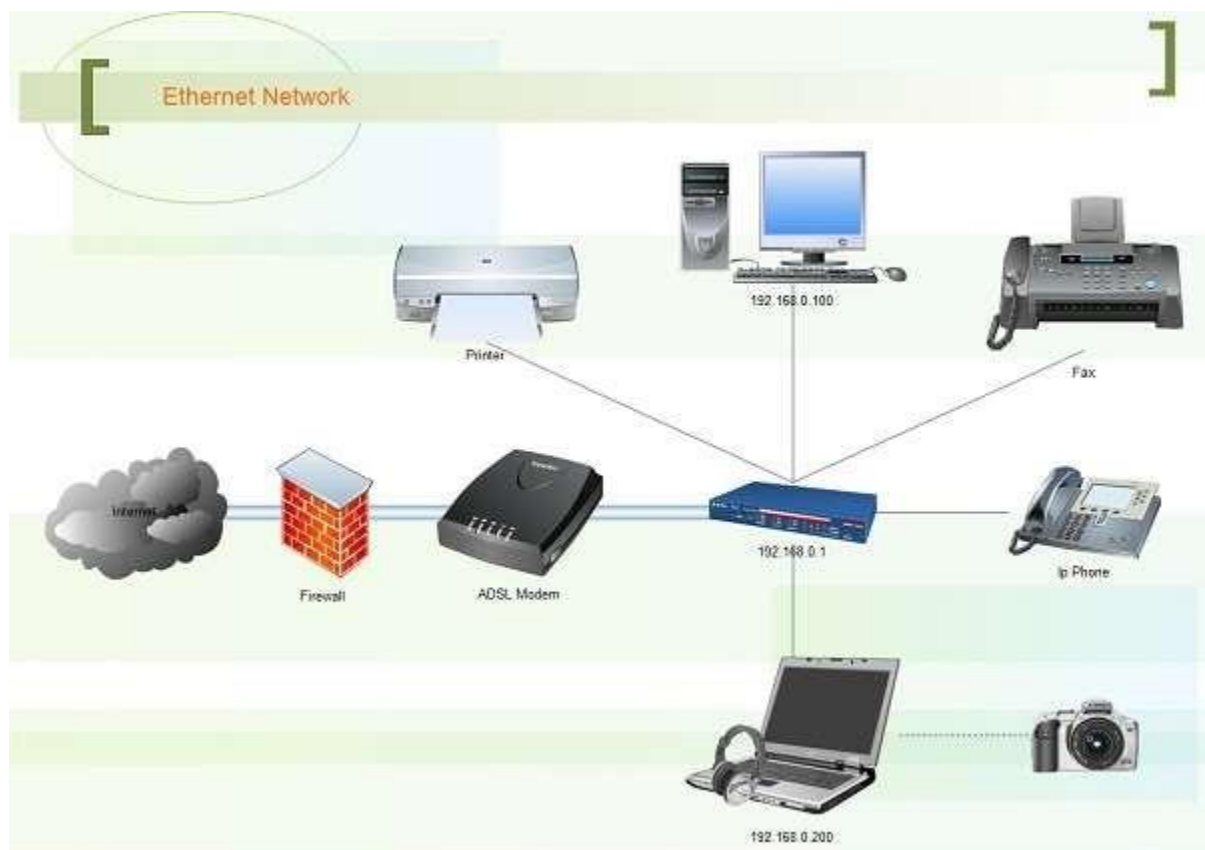 Ethernet Network
192.168.0.100
Printer
Fax
Internet
192.168.0.1
Ip Phone
Firewall
ADSL Modem
192.168.0.200